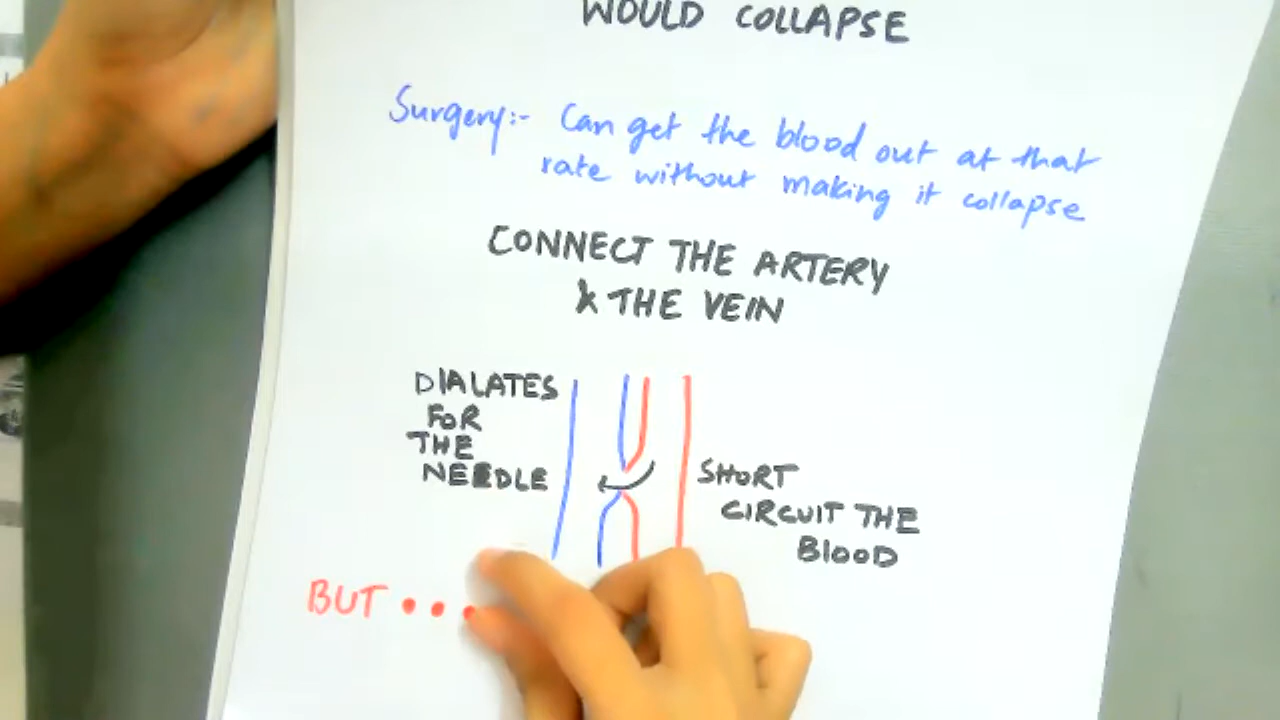 WOULD COLLAPSE
Surgery:- Can get the blood out at that
rate without making it collapse
CONNECT THE ARTERY
& THE VEIN
DIALATES
FOR
THE
NEEDLE
SHORT
CIRCUIT THE
BLOOD
BUT...